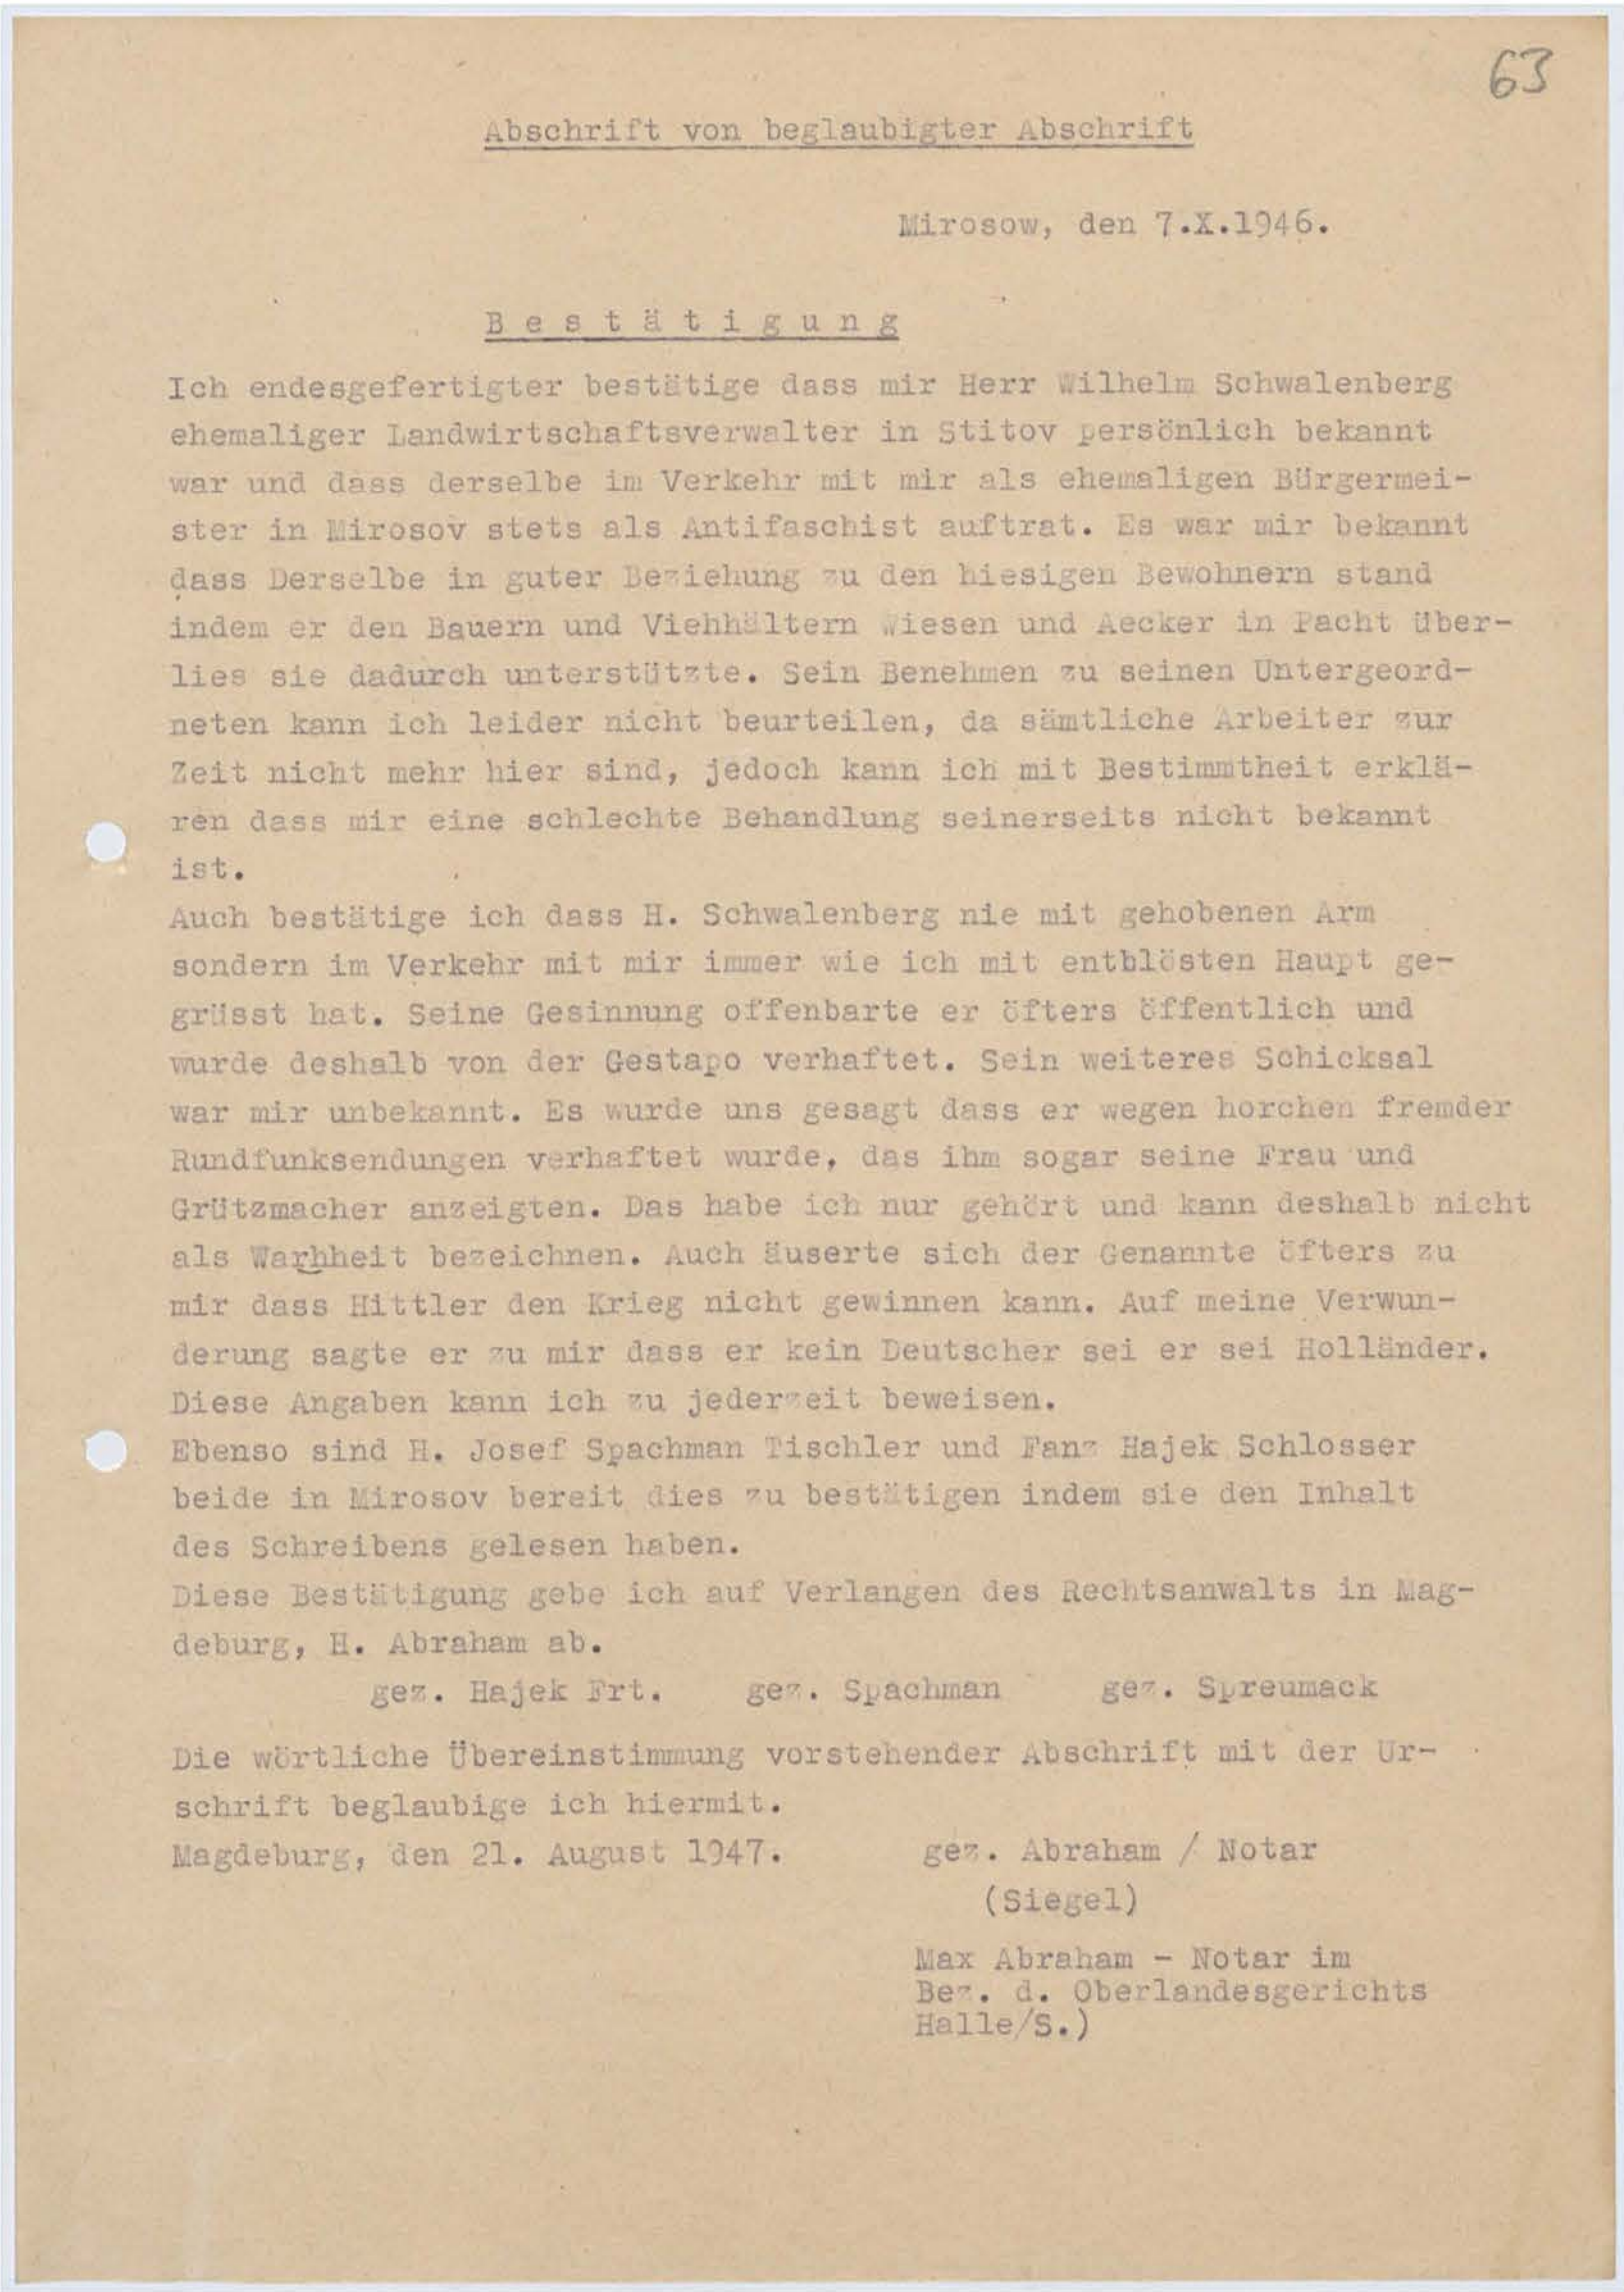 63
Abschrift von beglaubigter Abschrift
Mirosow, den 7.X.1946.
Bestätigung
Ich endesgefertigter bestätige dass mir Herr Wilhelm Schwalenberg
ehemaliger Landwirtschaftsverwalter in Stitov persönlich bekannt
war und dass derselbe im Verkehr mit mir als ehemaligen Bürgermei-
ster in Mirosov stets als Antifaschist auftrat. Es war mir bekannt
dass Derselbe in guter Beziehung zu den hiesigen Bewohnern stand
indem er den Bauern und Viehhältern Wiesen und Aecker in Pacht über-
lies sie dadurch unterstützte. Sein Benehmen zu seinen Untergeord-
neten kann ich leider nicht beurteilen, da sämtliche Arbeiter zur
Zeit nicht mehr hier sind, jedoch kann ich mit Bestimmtheit erklä-
ren dass mir eine schlechte Behandlung seinerseits nicht bekannt
ist.
Auch bestätige ich dass H. Schwalenberg nie mit gehobenen Arm
sondern im Verkehr mit mir immer wie ich mit entblösten Haupt ge-
grüsst hat. Seine Gesinnung offenbarte er öfters öffentlich und
wurde deshalb von der Gestapo verhaftet. Sein weiteres Schicksal
war mir unbekannt. Es wurde uns gesagt dass er wegen horchen fremder
Rundfunksendungen verhaftet wurde, das ihm sogar seine Frau und
Grützmacher anzeigten. Das habe ich nur gehört und kann deshalb nicht
als Warhheit bezeichnen. Auch äuserte sich der Genannte öfters zu
mir dass Hittler den Krieg nicht gewinnen kann. Auf meine Verwun-
derung sagte er zu mir dass er kein Deutscher sei er sei Holländer.
Diese Angaben kann ich zu jederzeit beweisen.
Ebenso sind H. Josef Spachman Tischler und Fanz Hajek Schlosser
beide in Mirosov bereit dies zu bestätigen indem sie den Inhalt
des Schreibens gelesen haben.
Diese Bestätigung gebe ich auf Verlangen des Rechtsanwalts in Mag-
deburg, H. Abraham ab.
gez. Hajek Frt. gez. Spachman gez. Spreumack
Die wörtliche Übereinstimmung vorstehender Abschrift mit der Ur-
schrift beglaubige ich hiermit.
Magdeburg, den 21. August 1947. gez. Abraham / Notar
(Siegel)
Max Abraham - Notar im
Bez. d. Oberlandesgerichts
Halle/S.)